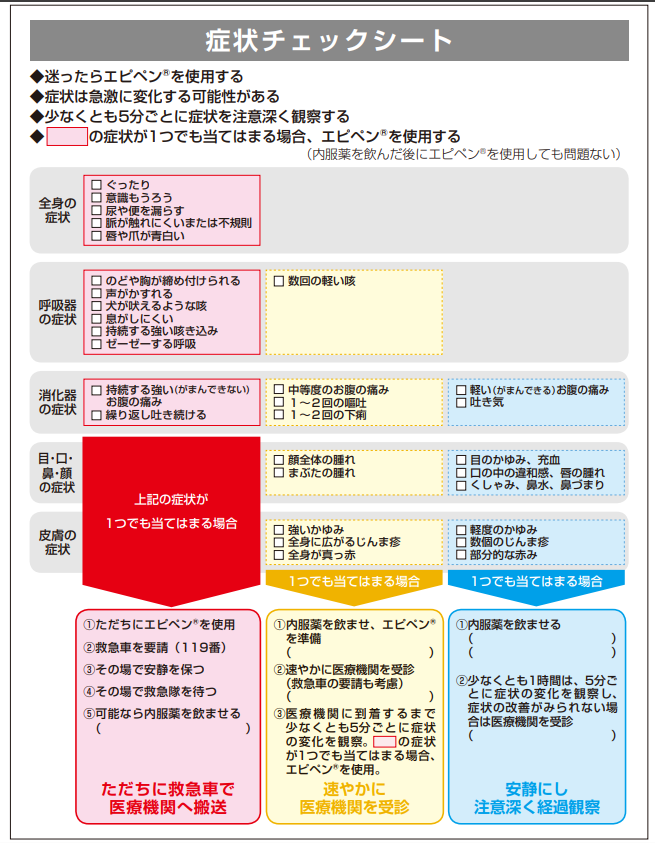 症状チェックシート
◆迷ったらエピペン®を使用する
◆症状は急激に変化する可能性がある
◆少なくとも5分ごとに症状を注意深く観察する
◆の症状が1つでも当てはまる場合、エピペン®を使用する
（内服薬を飲んだ後にエピペン®を使用しても問題ない）
全身の
症状
□ ぐったり
□ 意識もうろう
□ 尿や便を漏らす
□ 脈が触れにくいまたは不規則
□ 唇や爪が青白い
呼吸器
の症状
□ のどや胸が締め付けられる
□ 声がかすれる
□ 犬が吠えるような咳
□ 息がしにくい
□ 持続する強い咳き込み
□ ゼーゼーする呼吸
□ 数回の軽い咳
消化器
の症状
□ 持続する強い(がまんできない)
お腹の痛み
□ 繰り返し吐き続ける
□ 中等度のお腹の痛み
□ 1～2回の嘔吐
□ 1～2回の下痢
□ 軽い(がまんできる)お腹の痛み
□ 吐き気
目・口・
鼻・顔
の症状
上記の症状が
1つでも当てはまる場合
□ 顔全体の腫れ
□ まぶたの腫れ
□ 目のかゆみ、充血
□ 口の中の違和感、唇の腫れ
□ くしゃみ、鼻水、鼻づまり
皮膚の
症状
□ 強いかゆみ
□ 全身に広がるじんま疹
□ 全身が真っ赤
□ 軽度のかゆみ
□ 数個のじんま疹
□ 部分的な赤み
1つでも当てはまる場合
1つでも当てはまる場合
①ただちにエピペン®を使用
②救急車を要請（119番）
③その場で安静を保つ
④その場で救急隊を待つ
⑤可能なら内服薬を飲ませる
（　）
ただちに救急車で
医療機関へ搬送
①内服薬を飲ませ、エピペン®
を準備
（　）
②速やかに医療機関を受診
（救急車の要請も考慮）
（　）
③医療機関に到着するまで
少なくとも5分ごとに症状
の変化を観察。の症状
が1つでも当てはまる場合、
エピペン®を使用。
速やかに
医療機関を受診
①内服薬を飲ませる
（　）
（　）
②少なくとも1時間は、5分ご
とに症状の変化を観察し、
症状の改善がみられない場
合は医療機関を受診
（　）
安静にし
注意深く経過観察